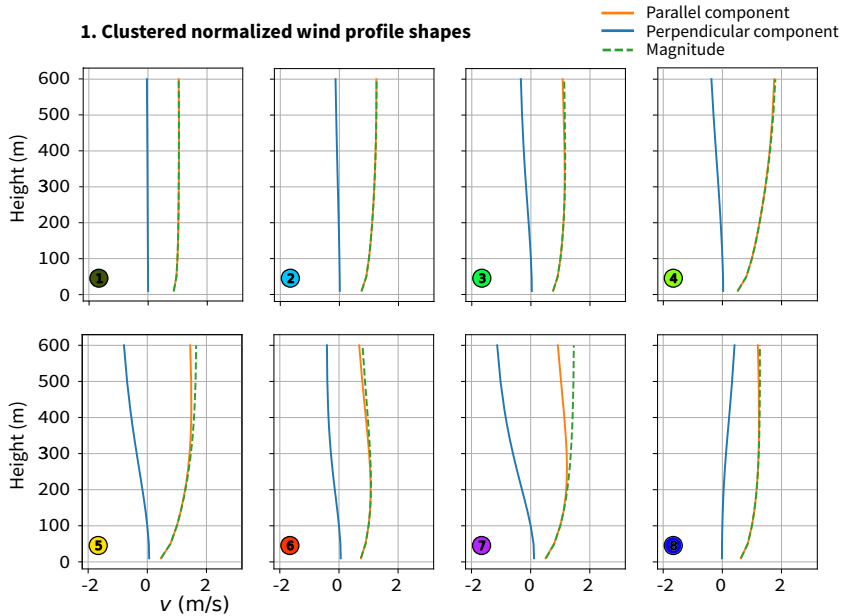 1. Clustered normalized wind profile shapes
Parallel component
Perpendicular component
Magnitude
Height (m)
600
500
400
300
200
100
0
1
2
3
4
-2 0 2
-2 0 2
-2 0 2
-2 0 2
Height (m)
600
500
400
300
200
100
0
5
6
7
8
v (m/s)